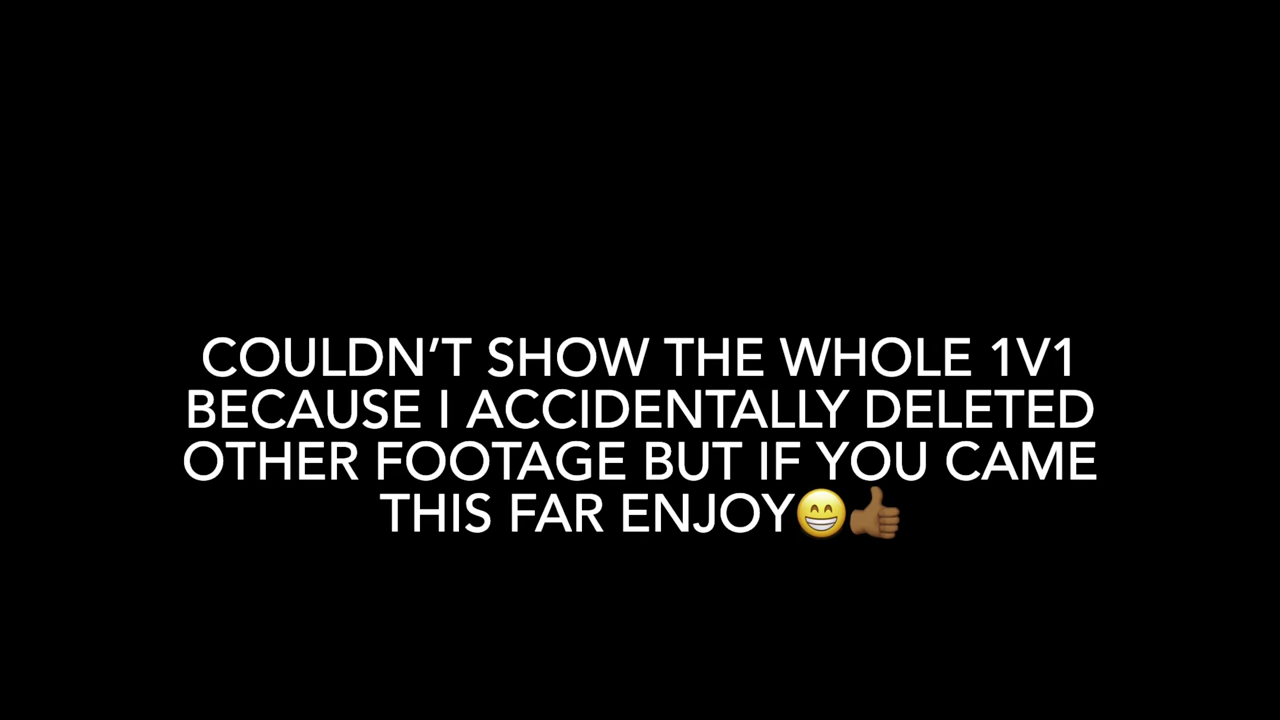 COULDN’T SHOW THE WHOLE 1V1
BECAUSE I ACCIDENTALLY DELETED
OTHER FOOTAGE BUT IF YOU CAME
THIS FAR ENJOY😁👍🏾